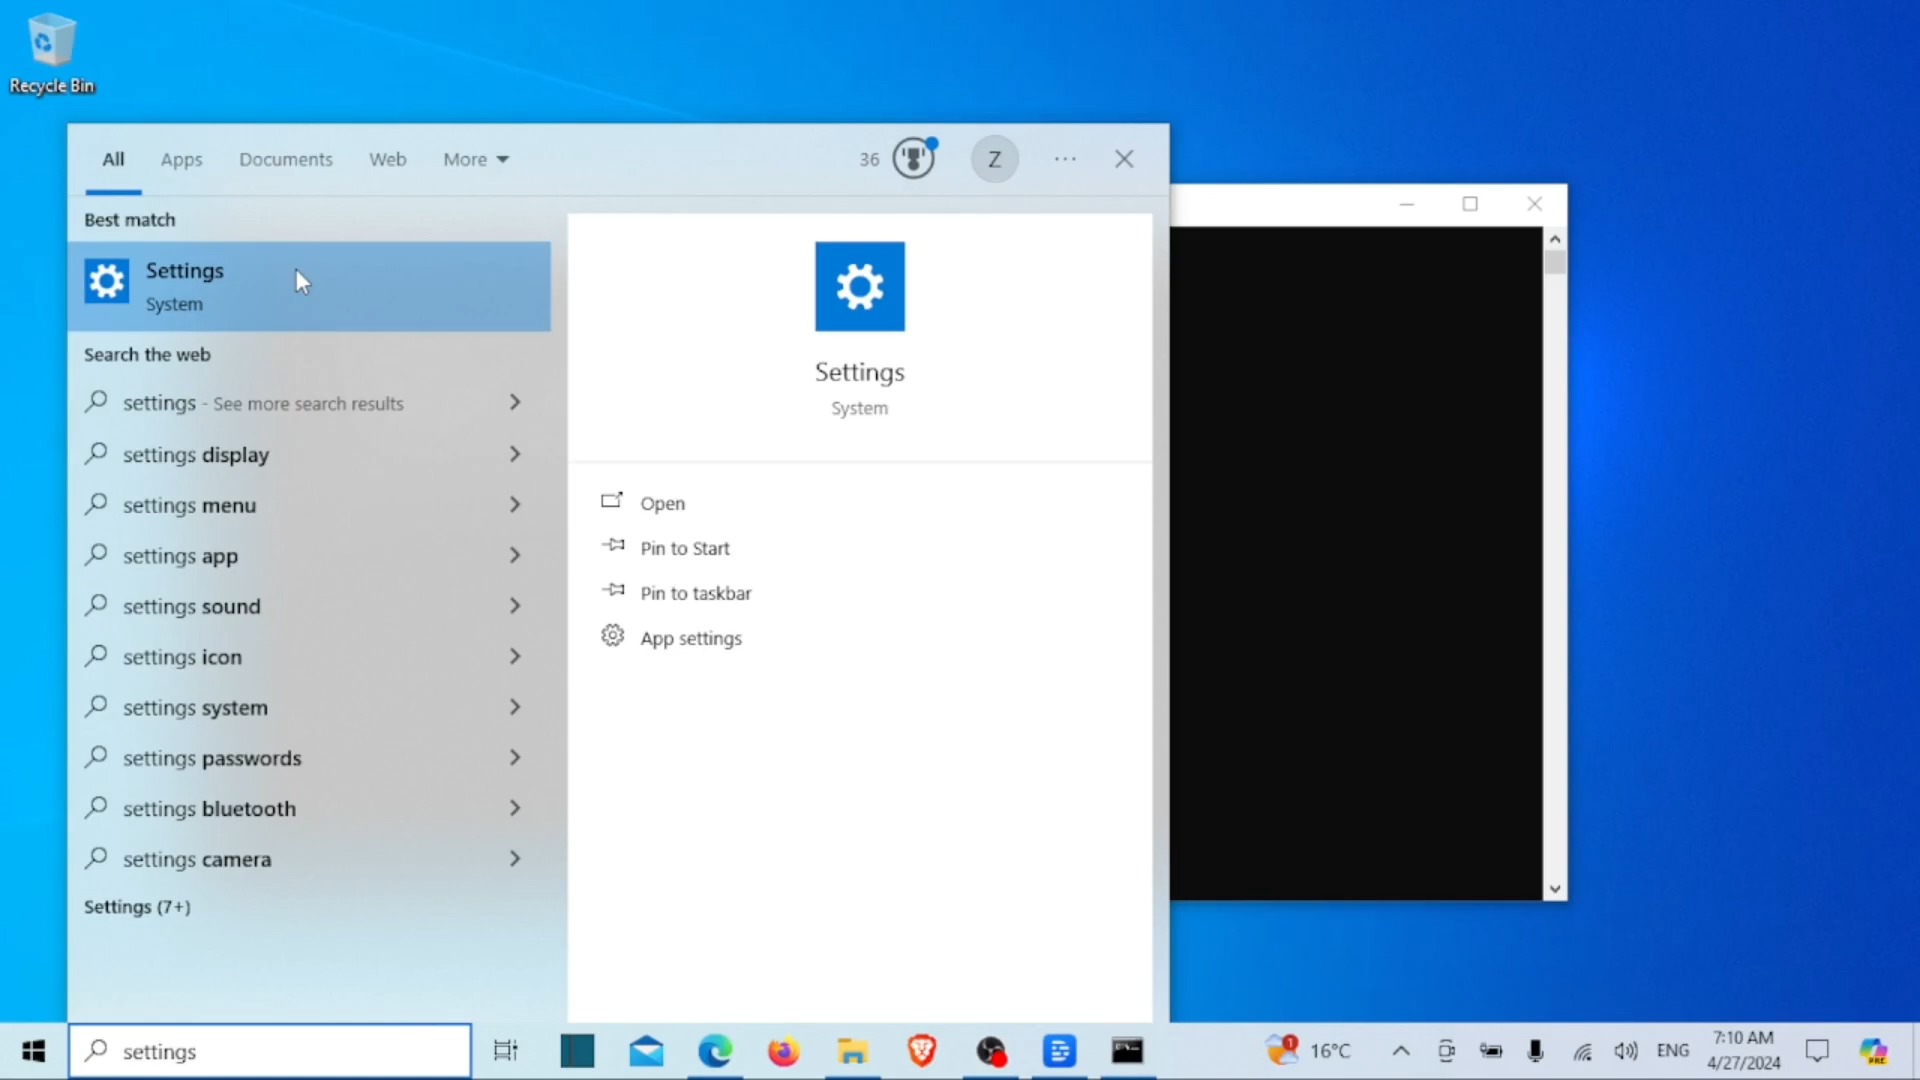 Recycle Bin
All Apps Documents Web More 36 Z ···
Best match
Settings
System
Search the web
settings - See more search results
settings display
settings menu
settings app
settings sound
settings icon
settings system
settings passwords
settings bluetooth
settings camera
Settings (7+)
Settings
System
Open
Pin to Start
Pin to taskbar
App settings
settings
1 16°C ENG
7:10 AM
4/27/2024
PRE